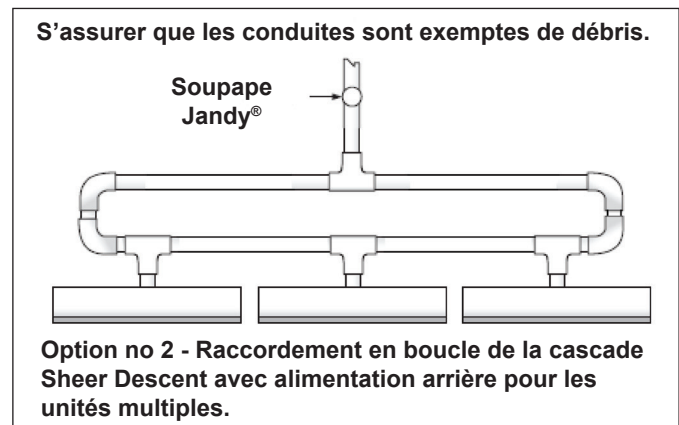 S’assurer que les conduites sont exemptes de débris.
Soupape
Jandy®
Option no 2 - Raccordement en boucle de la cascade
Sheer Descent avec alimentation arrière pour les
unités multiples.